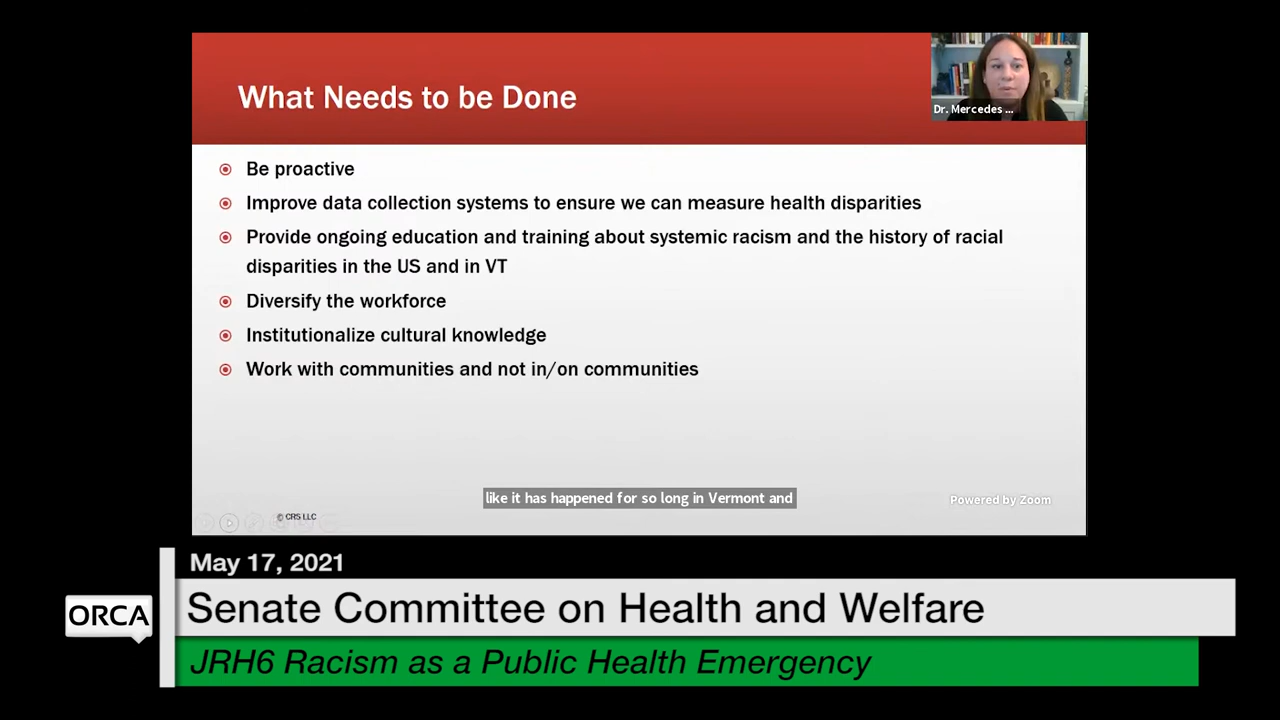 What Needs to be Done
Dr. Mercedes ...
Be proactive
Improve data collection systems to ensure we can measure health disparities
Provide ongoing education and training about systemic racism and the history of racial
disparities in the US and in VT
Diversify the workforce
Institutionalize cultural knowledge
Work with communities and not in/on communities
like it has happened for so long in Vermont and
Powered by Zoom
© CRS LLC
May 17, 2021
ORCA
Senate Committee on Health and Welfare
JRH6 Racism as a Public Health Emergency